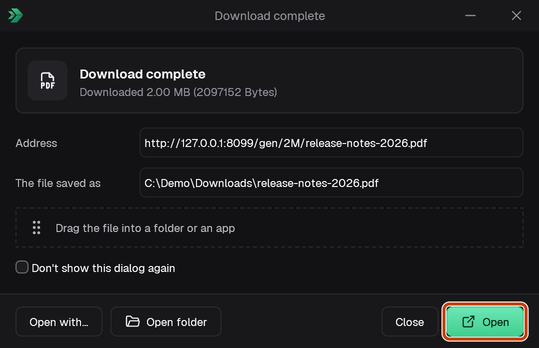 Download complete
PDF
Download complete
Downloaded 2.00 MB (2097152 Bytes)
Address
http://127.0.0.1:8099/gen/2M/release-notes-2026.pdf
The file saved as
C:\Demo\Downloads\release-notes-2026.pdf
Drag the file into a folder or an app
Don't show this dialog again
Open with...
Open folder
Close
Open